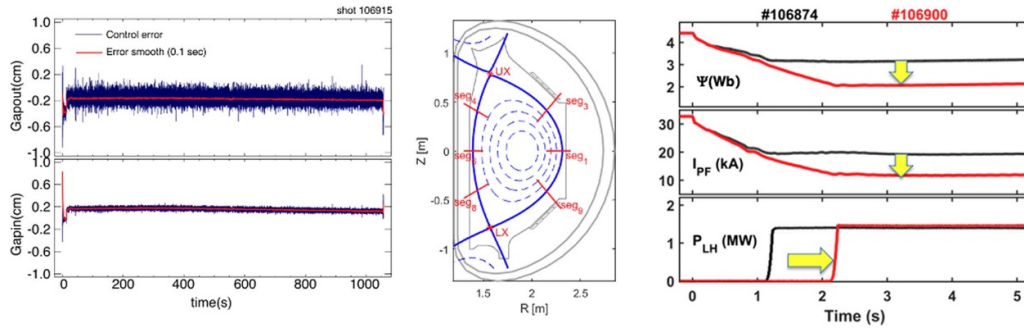 shot 106915
Gapout(cm)
1.0
0.6
0.2
-0.2
-0.6
-1.0
Control error
Error smooth (0.1 sec)
Gapin(cm)
1.0
0.6
0.2
-0.2
-0.6
-1.0
0 200 400 600 800 1000
time(s)
Z [m]
1
0.5
0
-0.5
-1
UX
seg4
seg3
seg1
seg8
seg9
LX
1.5 2 2.5
R [m]
#106874 #106900
4
3
2
Ψ(Wb)
30
20
10
IPF (kA)
2
1
0
PLH (MW)
0 1 2 3 4 5
Time (s)